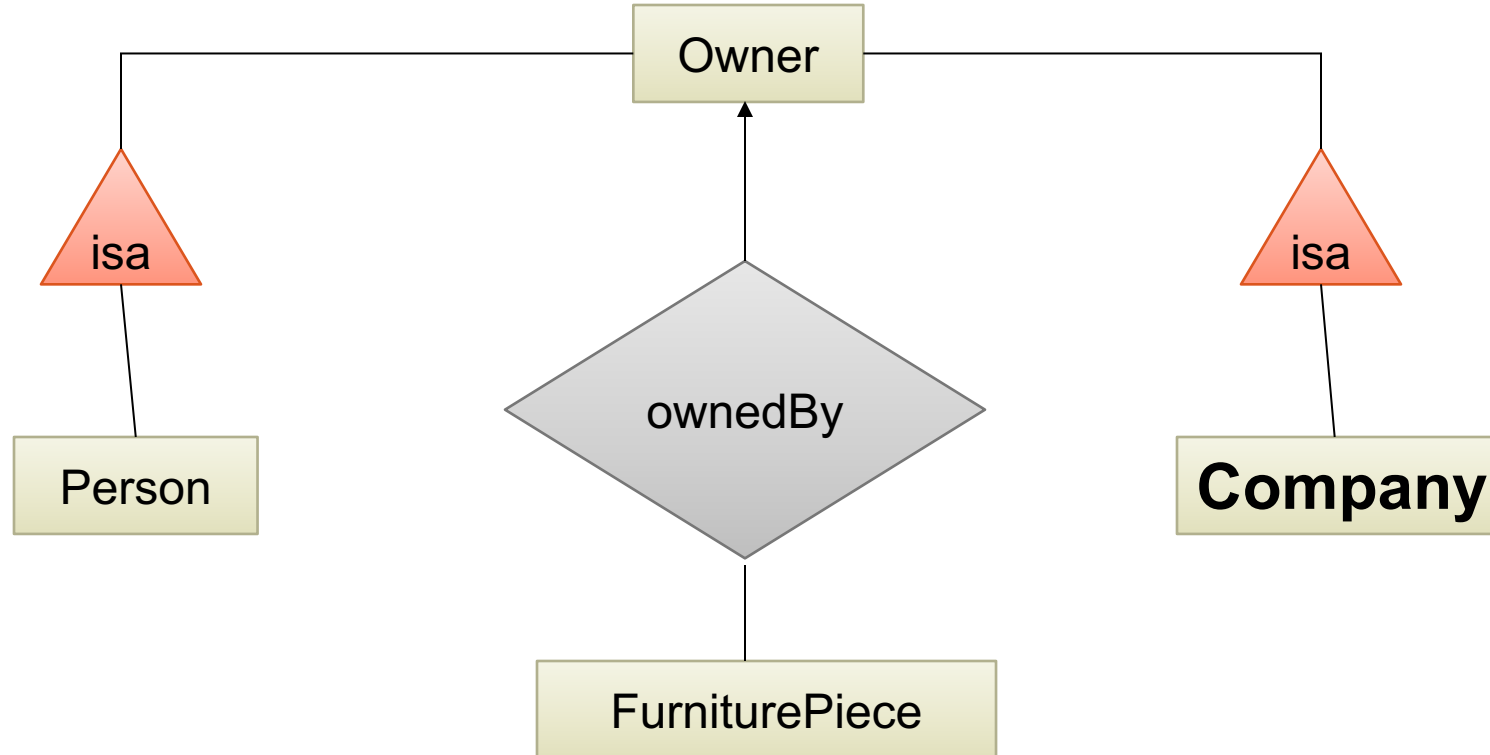 Owner
isa
isa
ownedBy
Person
Company
FurniturePiece